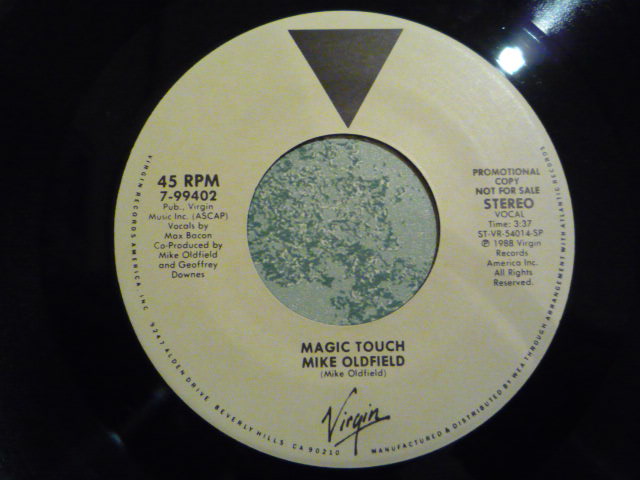 45 RPM
7-99402
Pub., Virgin
Music Inc. (ASCAP)
Vocals by
Max Bacon
Co-Produced by
Mike Oldfield
and Geoffrey
Downes
PROMOTIONAL
COPY
NOT FOR SALE
STEREO
VOCAL
Time: 3:37
ST-VR-54014-SP
℗ 1988 Virgin
Records
America Inc.
All Rights
Reserved.
MAGIC TOUCH
MIKE OLDFIELD
(Mike Oldfield)
Virgin
VIRGIN RECORDS AMERICA, INC. 9247 ALDEN DRIVE, BEVERLY HILLS, CA 90210
MANUFACTURED & DISTRIBUTED BY WEA THROUGH ARRANGEMENT WITH ATLANTIC RECORDS